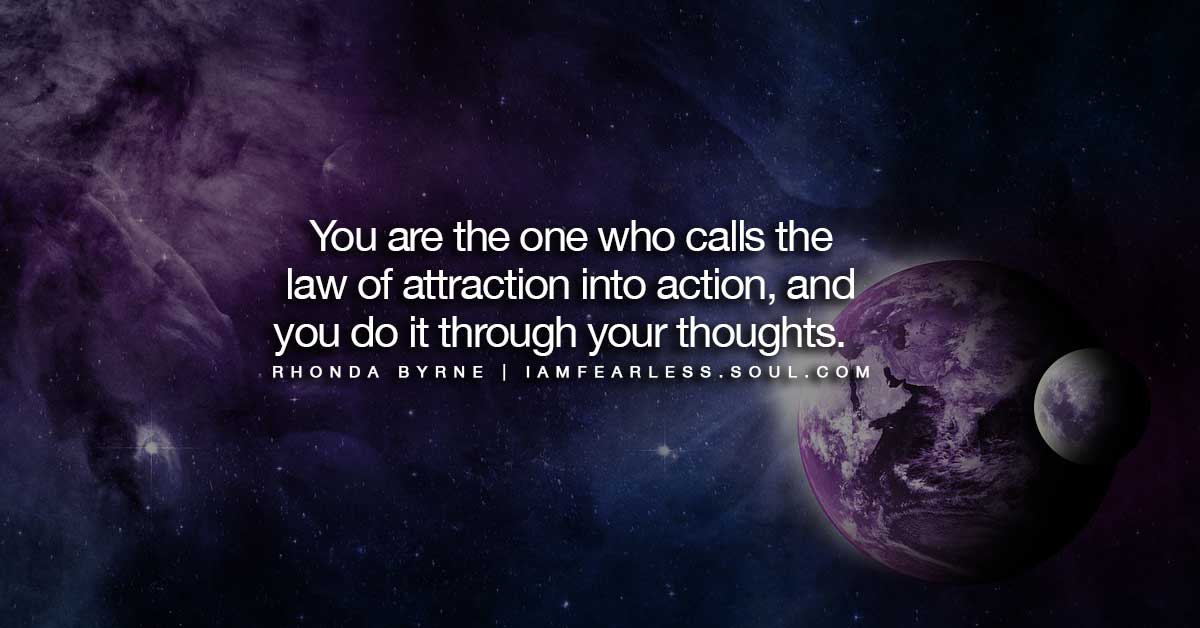 You are the one who calls the
law of attraction into action, and
you do it through your thoughts.
RHONDA BYRNE | IAMFEARLESS.SOUL.COM